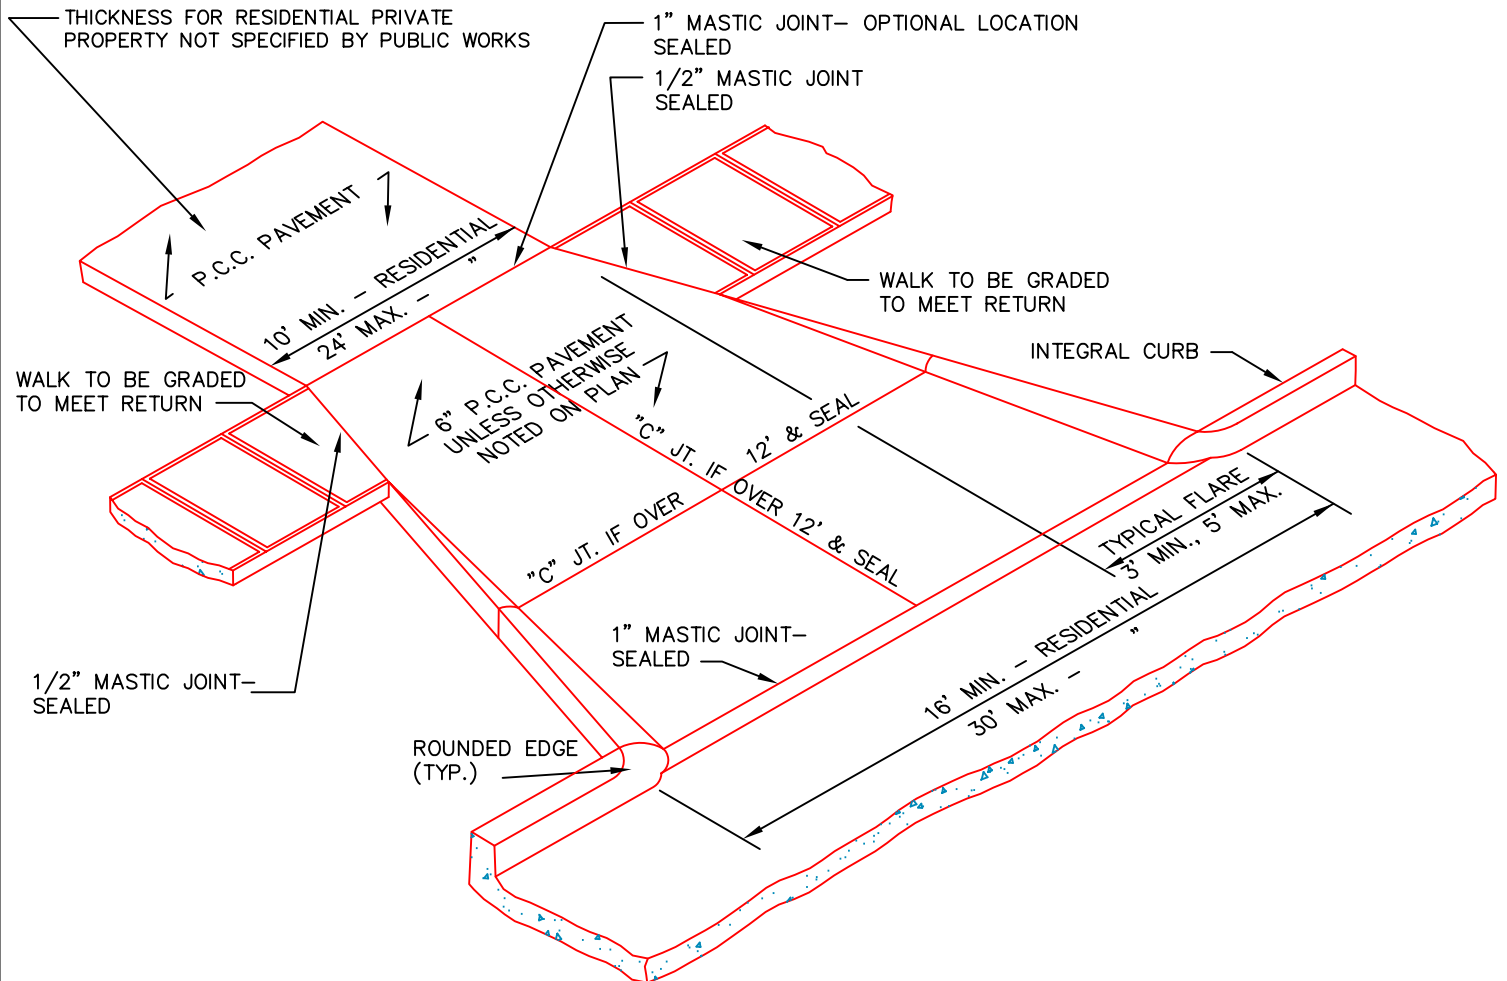 THICKNESS FOR RESIDENTIAL PRIVATE
PROPERTY NOT SPECIFIED BY PUBLIC WORKS
1” MASTIC JOINT– OPTIONAL LOCATION
SEALED
1/2” MASTIC JOINT
SEALED
P.C.C. PAVEMENT
10’ MIN. – RESIDENTIAL
24’ MAX. – ”
WALK TO BE GRADED
TO MEET RETURN
INTEGRAL CURB
WALK TO BE GRADED
TO MEET RETURN
6” P.C.C. PAVEMENT
UNLESS OTHERWISE
NOTED ON PLAN
”C” JT. IF OVER 12’ & SEAL
”C” JT. IF OVER 12’ & SEAL
TYPICAL FLARE
3’ MIN., 5’ MAX.
16’ MIN. – RESIDENTIAL
30’ MAX. – ”
1” MASTIC JOINT–
SEALED
1/2” MASTIC JOINT–
SEALED
ROUNDED EDGE
(TYP.)